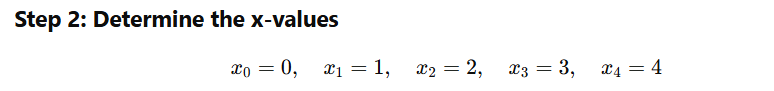 Step 2: Determine the x-values
x₀ = 0, x₁ = 1, x₂ = 2, x₃ = 3, x₄ = 4